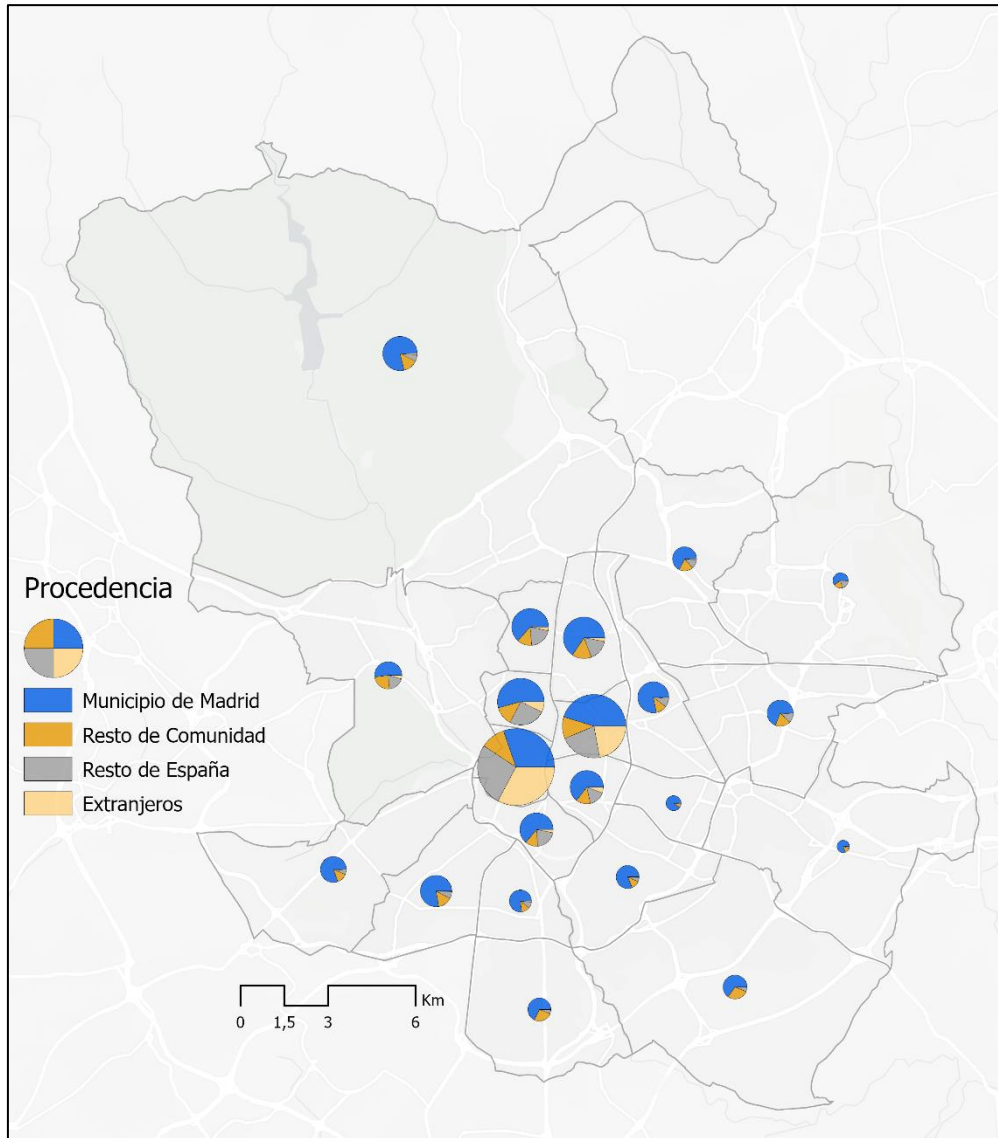 Procedencia
Municipio de Madrid
Resto de Comunidad
Resto de España
Extranjeros
Km
0 1,5 3 6